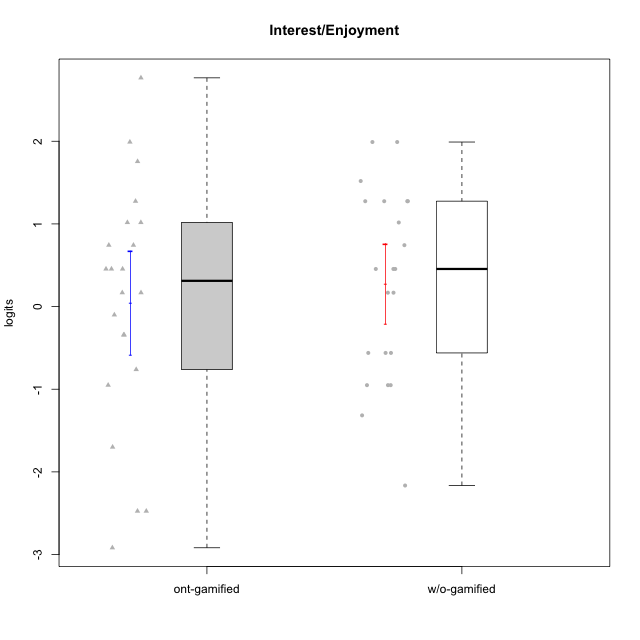 Interest/Enjoyment
logits
2
1
0
-1
-2
-3
ont-gamified
w/o-gamified